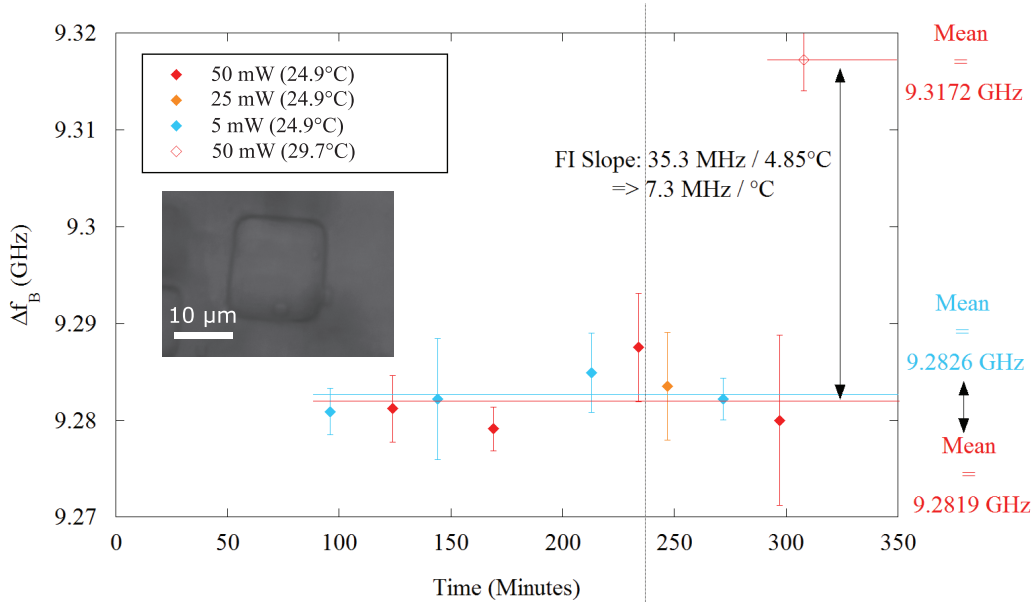 9.32
9.31
9.3
9.29
9.28
9.27
Δf_B (GHz)
50 mW (24.9°C)
25 mW (24.9°C)
5 mW (24.9°C)
50 mW (29.7°C)
10 µm
FI Slope: 35.3 MHz / 4.85°C
=> 7.3 MHz / °C
Mean
=
9.3172 GHz
Mean
=
9.2826 GHz
Mean
=
9.2819 GHz
0 50 100 150 200 250 300 350
Time (Minutes)